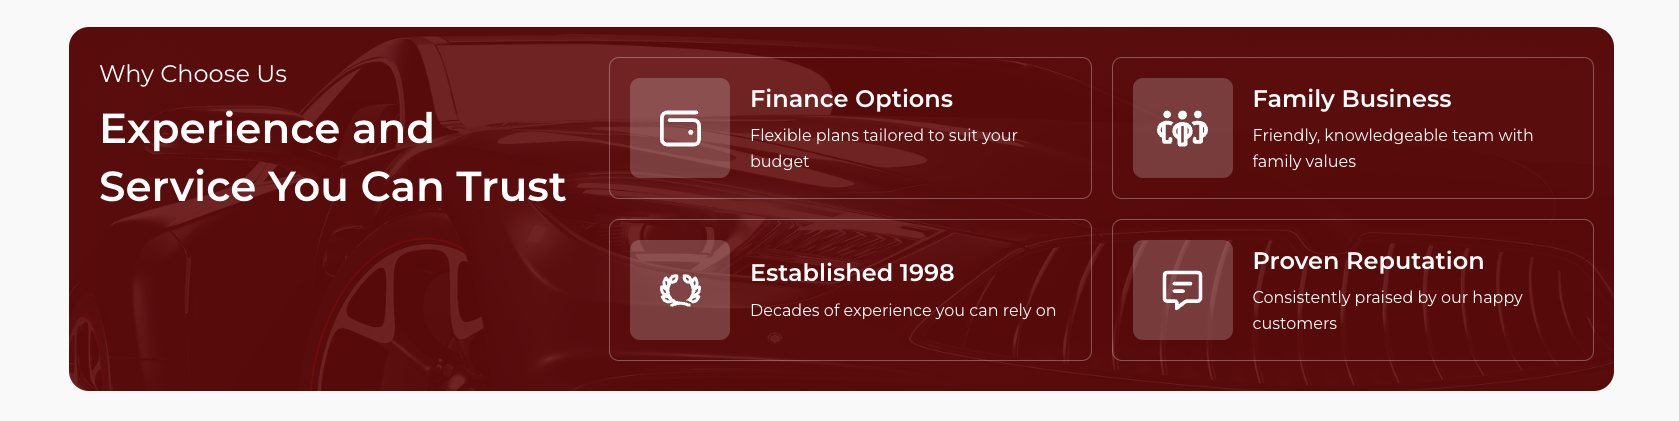 Why Choose Us
Experience and
Service You Can Trust
Finance Options
Flexible plans tailored to suit your
budget
Family Business
Friendly, knowledgeable team with
family values
Established 1998
Decades of experience you can rely on
Proven Reputation
Consistently praised by our happy
customers